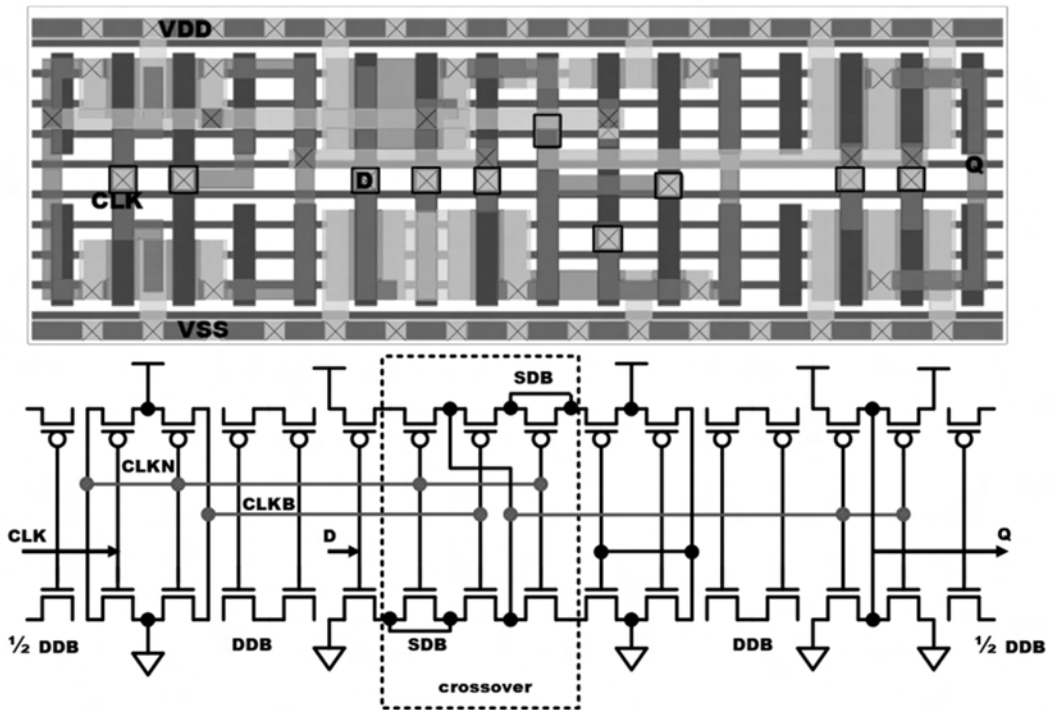 VDD
D
Q
CLK
VSS
SDB
CLKN
CLKB
CLK
D
Q
½ DDB
DDB
SDB
DDB
½ DDB
crossover